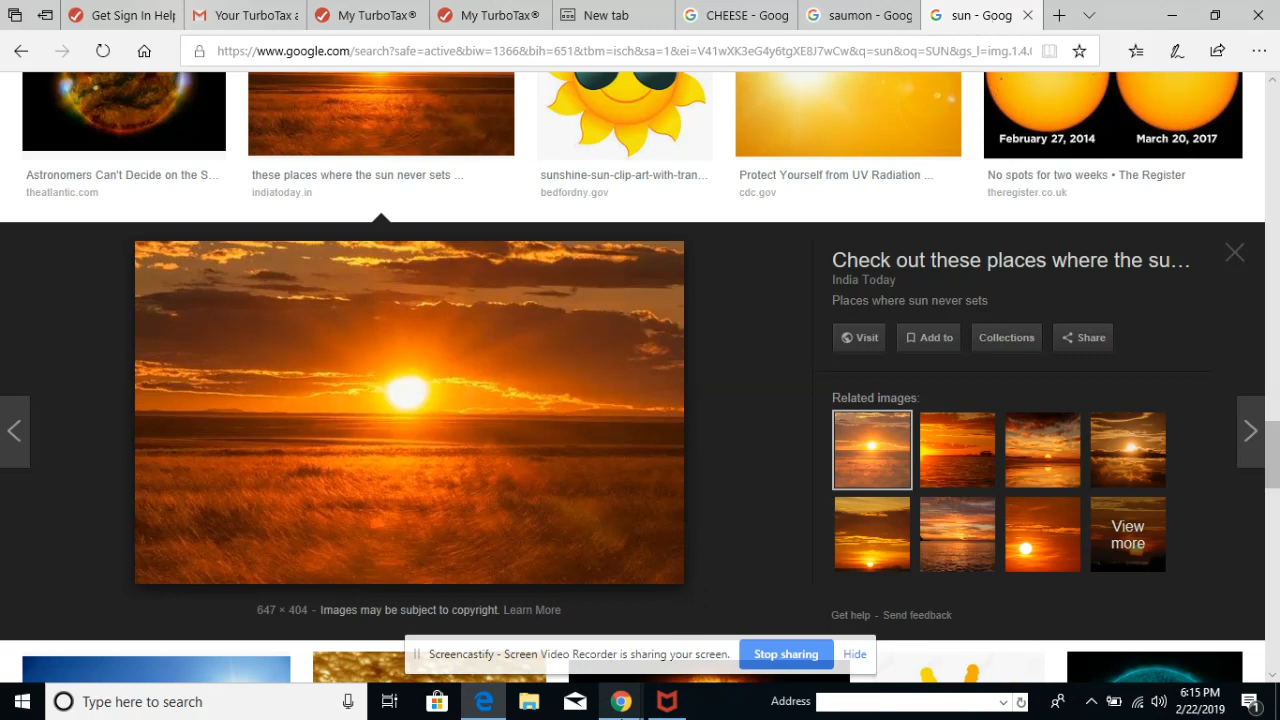 Get Sign In Help
Your TurboTax a
My TurboTax®
My TurboTax®
New tab
CHEESE - Goog
saumon - Goog
sun - Goog
https://www.google.com/search?safe=active&biw=1366&bih=651&tbm=isch&sa=1&ei=V41wXK3eG4y6tgXE8J7wCw&q=sun&oq=SUN&gs_l=img.1.4.0
February 27, 2014
March 20, 2017
Astronomers Can't Decide on the S...
theatlantic.com
these places where the sun never sets ...
indiatoday.in
sunshine-sun-clip-art-with-tran...
bedfordny.gov
Protect Yourself from UV Radiation ...
cdc.gov
No spots for two weeks • The Register
theregister.co.uk
Check out these places where the su...
India Today
Places where sun never sets
Visit
Add to
Collections
Share
Related images:
View
more
647 × 404 - Images may be subject to copyright. Learn More
Get help - Send feedback
Screencastify - Screen Video Recorder is sharing your screen.
Stop sharing
Hide
Type here to search
Address
6:15 PM
2/22/2019
1